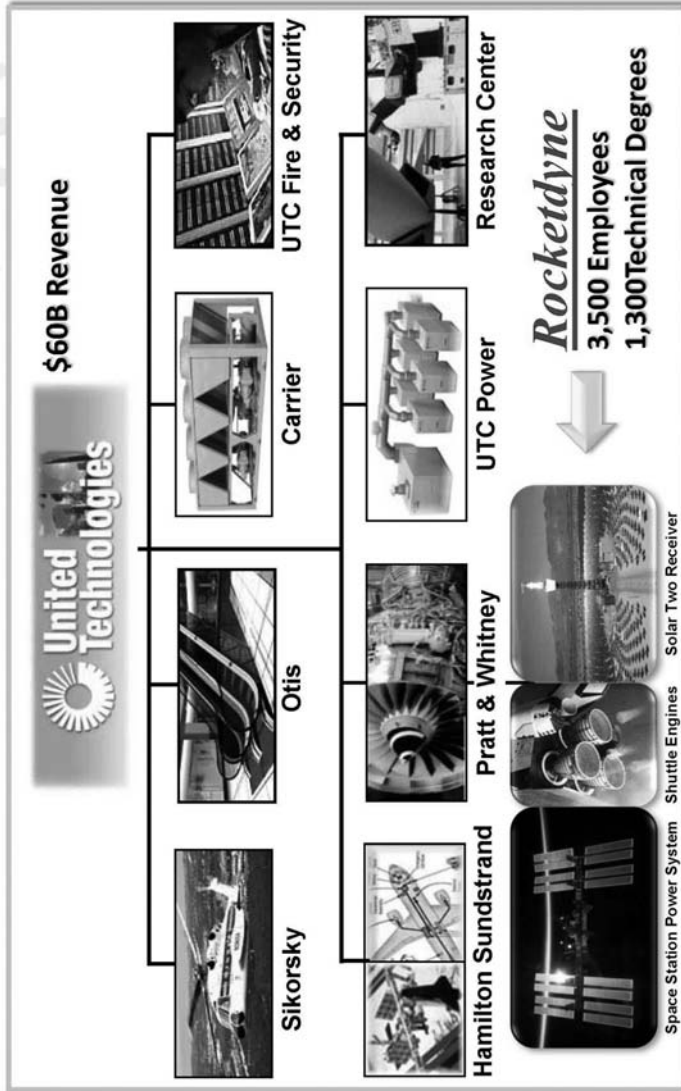 United
Technologies
$60B Revenue
Sikorsky
Otis
Carrier
UTC Fire & Security
Hamilton Sundstrand
Pratt & Whitney
UTC Power
Research Center
Space Station Power System
Shuttle Engines
Solar Two Receiver
Rocketdyne
3,500 Employees
1,300Technical Degrees